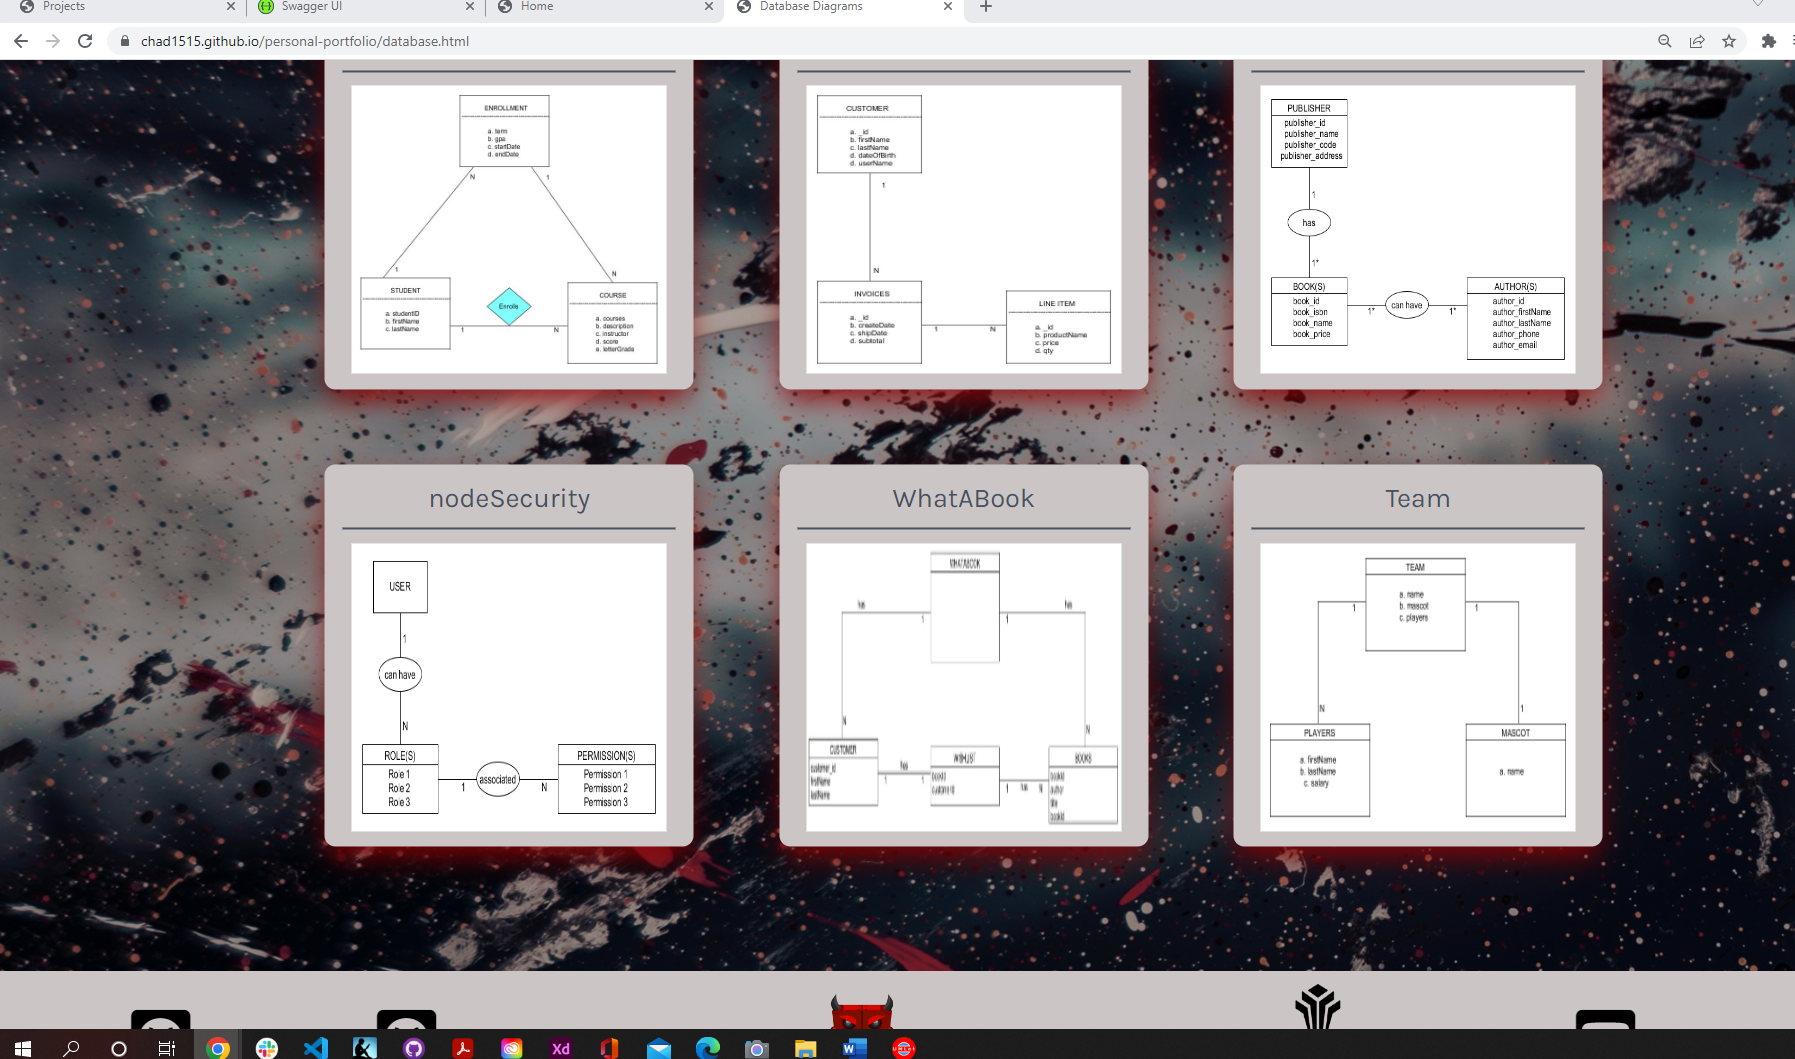 Projects
Swagger UI
Home
Database Diagrams
chad1515.github.io/personal-portfolio/database.html
ENROLLMENT
a. term
b. gpa
c. startDate
d. endDate
N
1
1
N
STUDENT
a. studentID
b. firstName
c. lastName
Enrolls
1
N
COURSE
a. courses
b. description
c. instructor
d. score
e. letterGrade
CUSTOMER
a. _id
b. firstName
c. lastName
d. dateOfBirth
d. userName
1
N
INVOICES
a. _id
b. createDate
c. shipDate
d. subtotal
1
N
LINE ITEM
a. _id
b. productName
c. price
d. qty
PUBLISHER
publisher_id
publisher_name
publisher_code
publisher_address
1
has
1*
BOOK(S)
book_id
book_ison
book_name
book_price
1*
can have
1*
AUTHOR(S)
author_id
author_firstName
author_lastName
author_phone
author_email
nodeSecurity
USER
1
can have
N
ROLE(S)
Role 1
Role 2
Role 3
1
associated
N
PERMISSION(S)
Permission 1
Permission 2
Permission 3
WhatABook
WHATABOOK
has
1
1
has
N
N
CUSTOMER
customer_id
firstName
lastName
has
1
1
WISHLIST
bookId
customerId
1
has
N
BOOKS
bookId
author
title
bookId
Team
TEAM
a. name
b. mascot
c. players
1
1
N
1
PLAYERS
a. firstName
b. lastName
c. salary
MASCOT
a. name
Xd